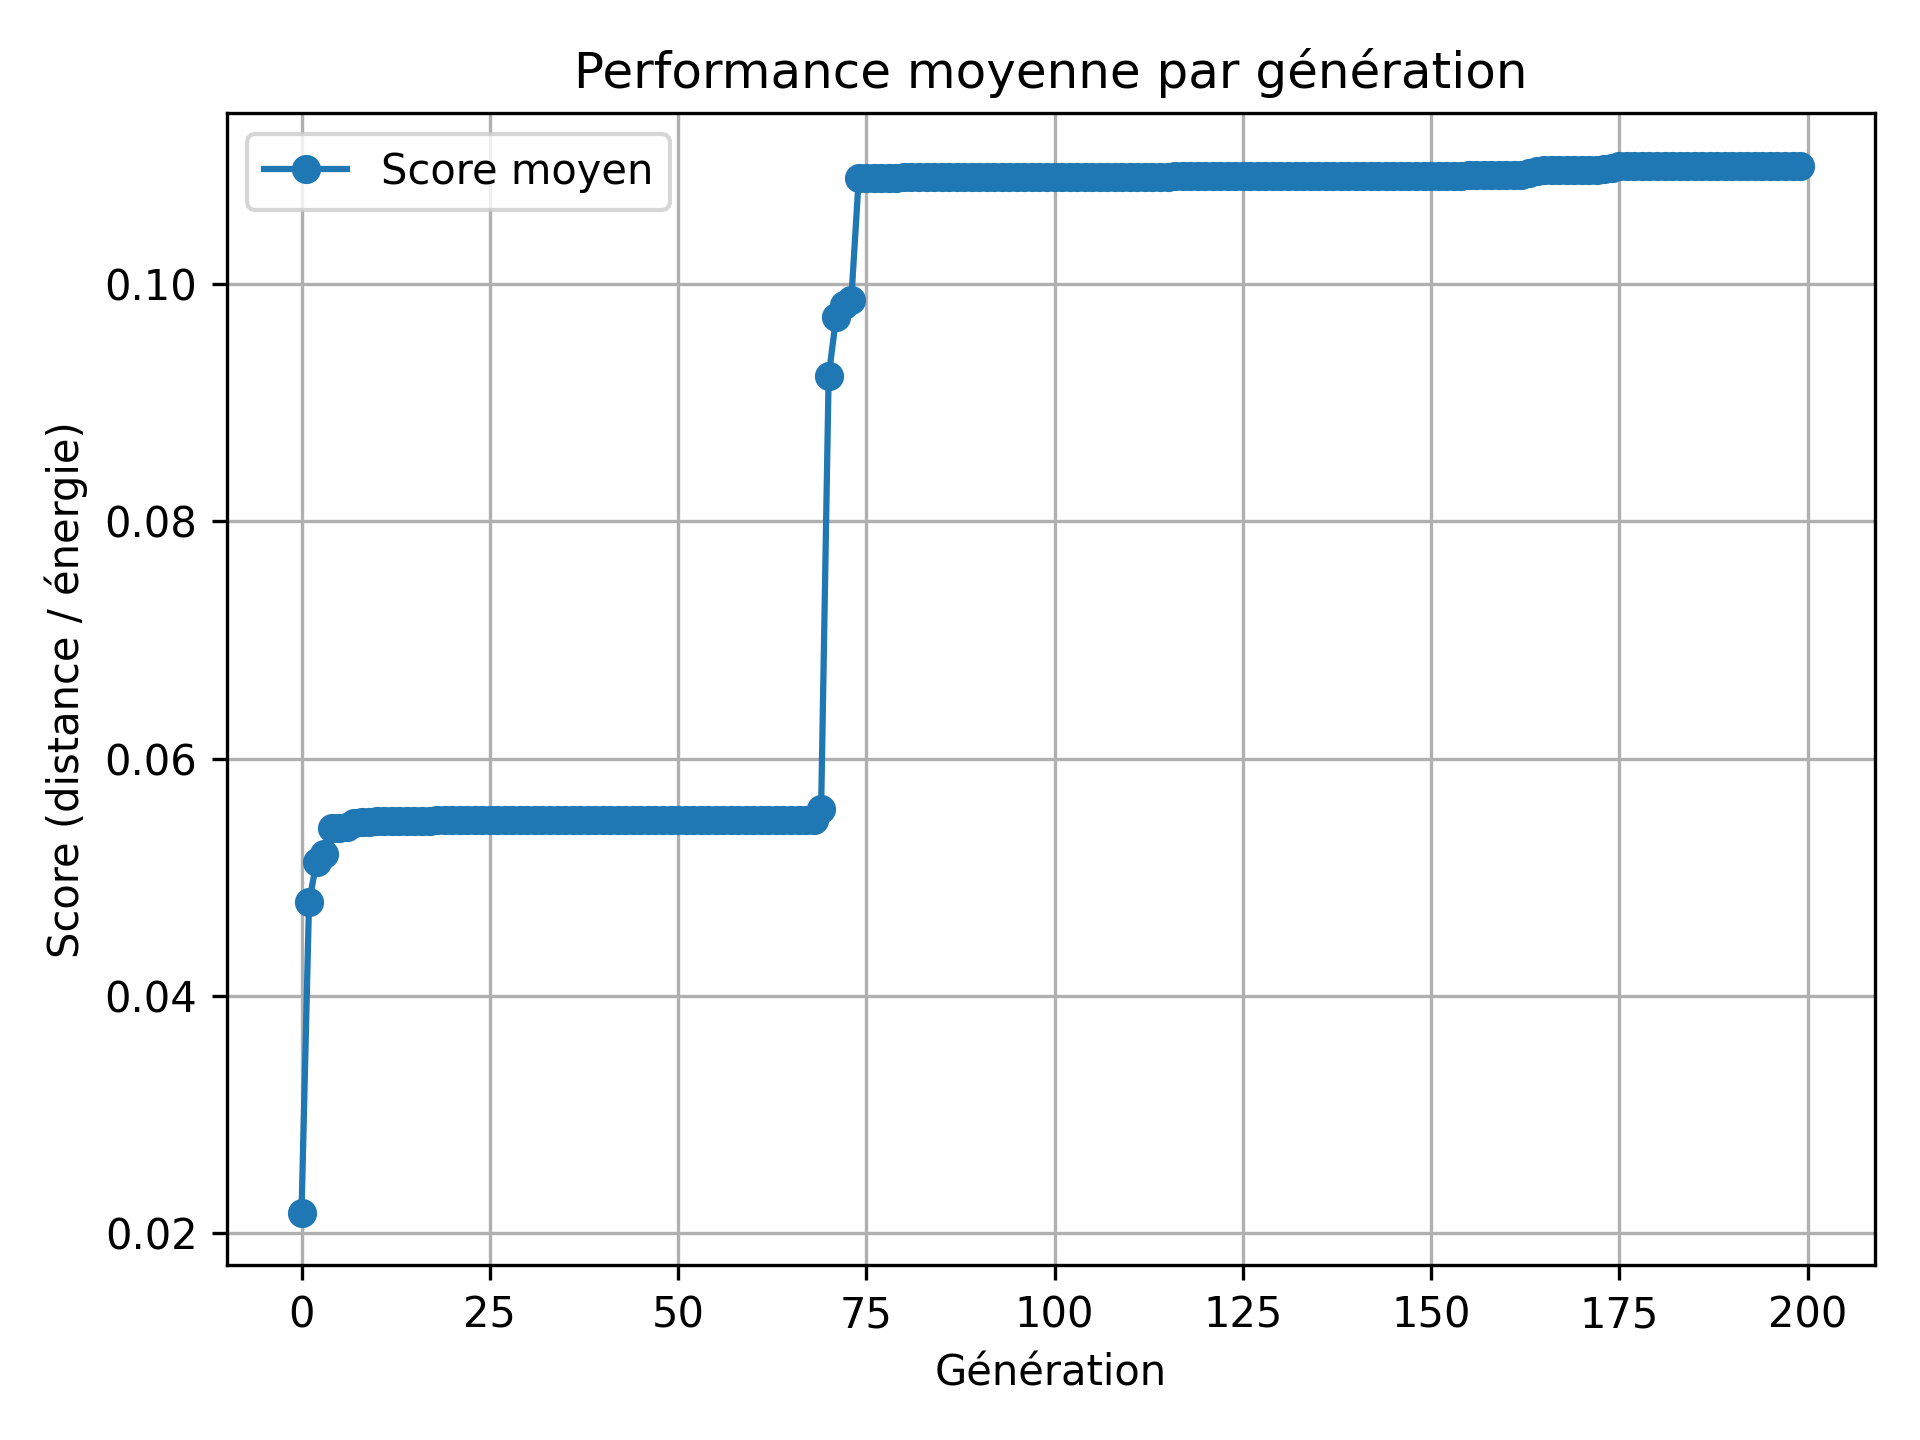 Performance moyenne par génération
Score moyen
Score (distance / énergie)
0.10
0.08
0.06
0.04
0.02
0 25 50 75 100 125 150 175 200
Génération